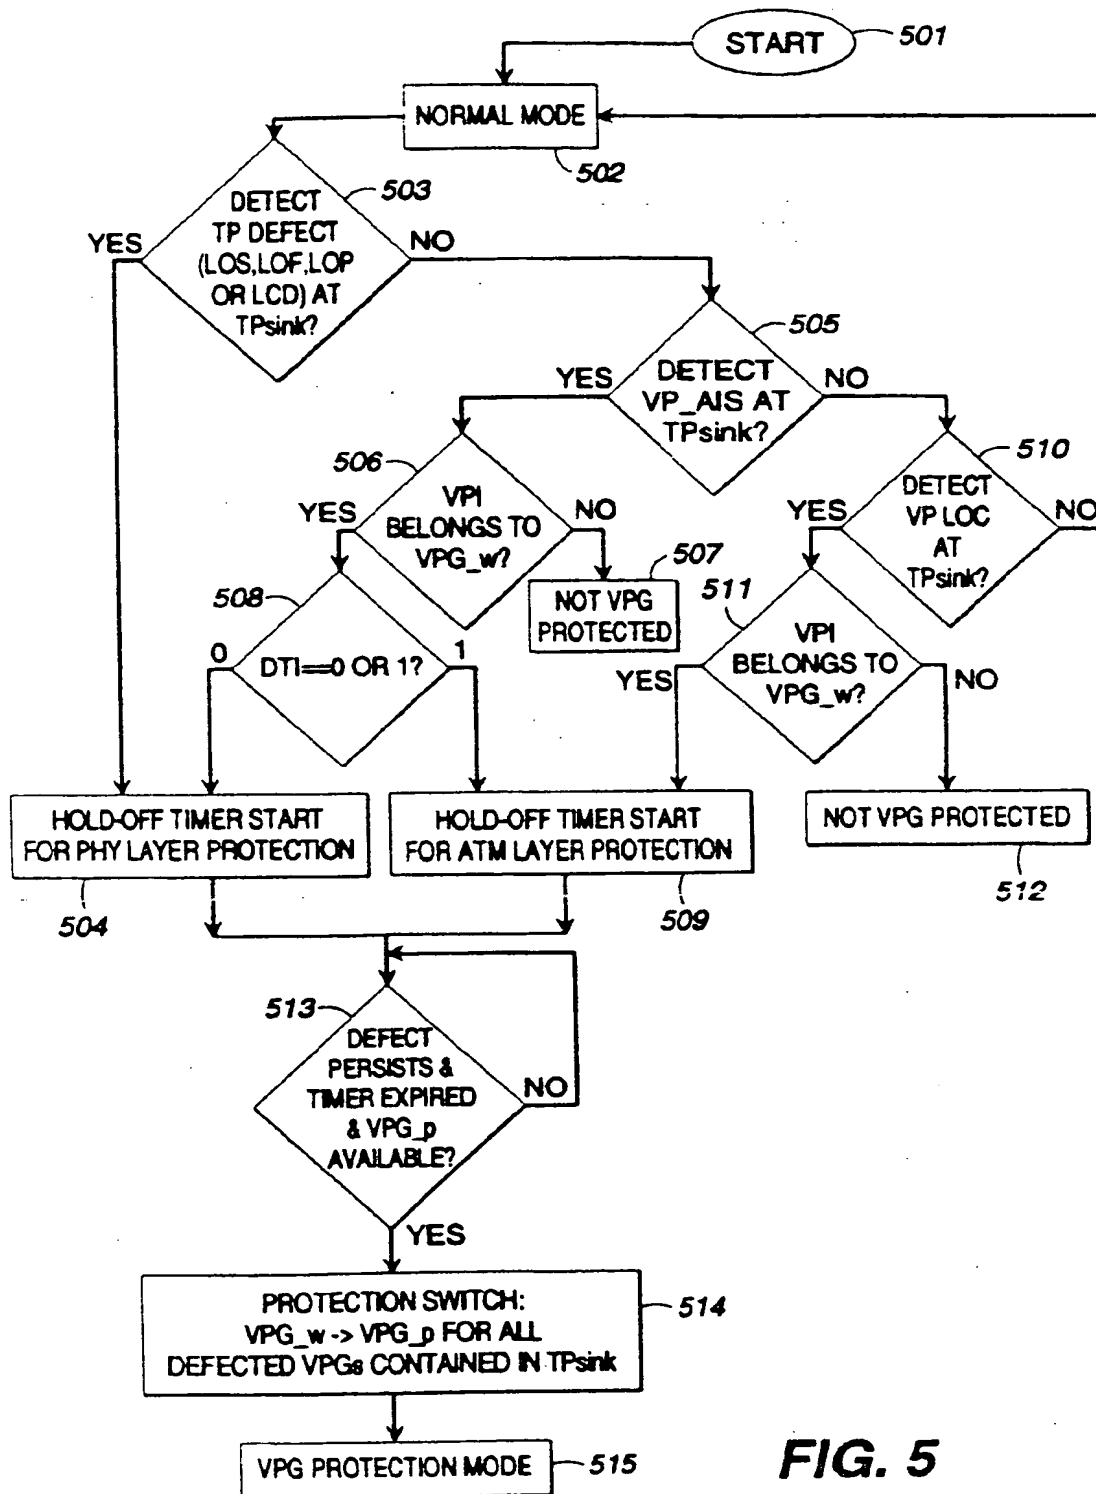 START
501
NORMAL MODE
502
503
DETECT
TP DEFECT
(LOS,LOF,LOP
OR LCD) AT
TPsink?
YES
NO
505
DETECT
VP_AIS AT
TPsink?
YES
NO
506
VPI
BELONGS TO
VPG_w?
YES
NO
507
NOT VPG
PROTECTED
510
DETECT
VP LOC
AT
TPsink?
YES
NO
508
DTI==0 OR 1?
0
1
511
VPI
BELONGS TO
VPG_w?
YES
NO
HOLD-OFF TIMER START
FOR PHY LAYER PROTECTION
504
HOLD-OFF TIMER START
FOR ATM LAYER PROTECTION
509
NOT VPG PROTECTED
512
513
DEFECT
PERSISTS &
TIMER EXPIRED
& VPG_p
AVAILABLE?
NO
YES
PROTECTION SWITCH:
VPG_w -> VPG_p FOR ALL
DEFECTED VPGs CONTAINED IN TPsink
514
VPG PROTECTION MODE
515
FIG. 5